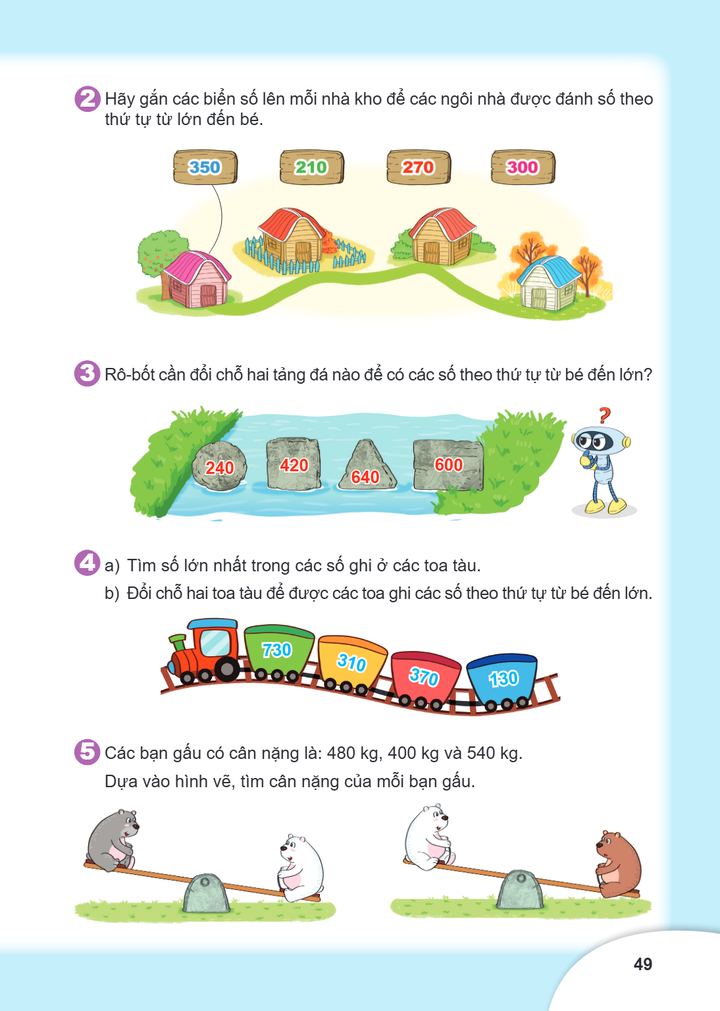 2 Hãy gắn các biển số lên mỗi nhà kho để các ngôi nhà được đánh số theo
thứ tự từ lớn đến bé.
350 210 270 300
3 Rô-bốt cần đổi chỗ hai tảng đá nào để có các số theo thứ tự từ bé đến lớn?
?
240 420 640 600
4 a) Tìm số lớn nhất trong các số ghi ở các toa tàu.
b) Đổi chỗ hai toa tàu để được các toa ghi các số theo thứ tự từ bé đến lớn.
730 310 370 130
5 Các bạn gấu có cân nặng là: 480 kg, 400 kg và 540 kg.
Dựa vào hình vẽ, tìm cân nặng của mỗi bạn gấu.
49